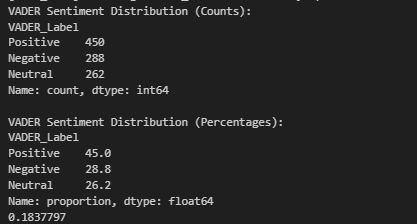 VADER Sentiment Distribution (Counts):
VADER_Label
Positive    450
Negative    288
Neutral     262
Name: count, dtype: int64

VADER Sentiment Distribution (Percentages):
VADER_Label
Positive    45.0
Negative    28.8
Neutral     26.2
Name: proportion, dtype: float64
0.1837797